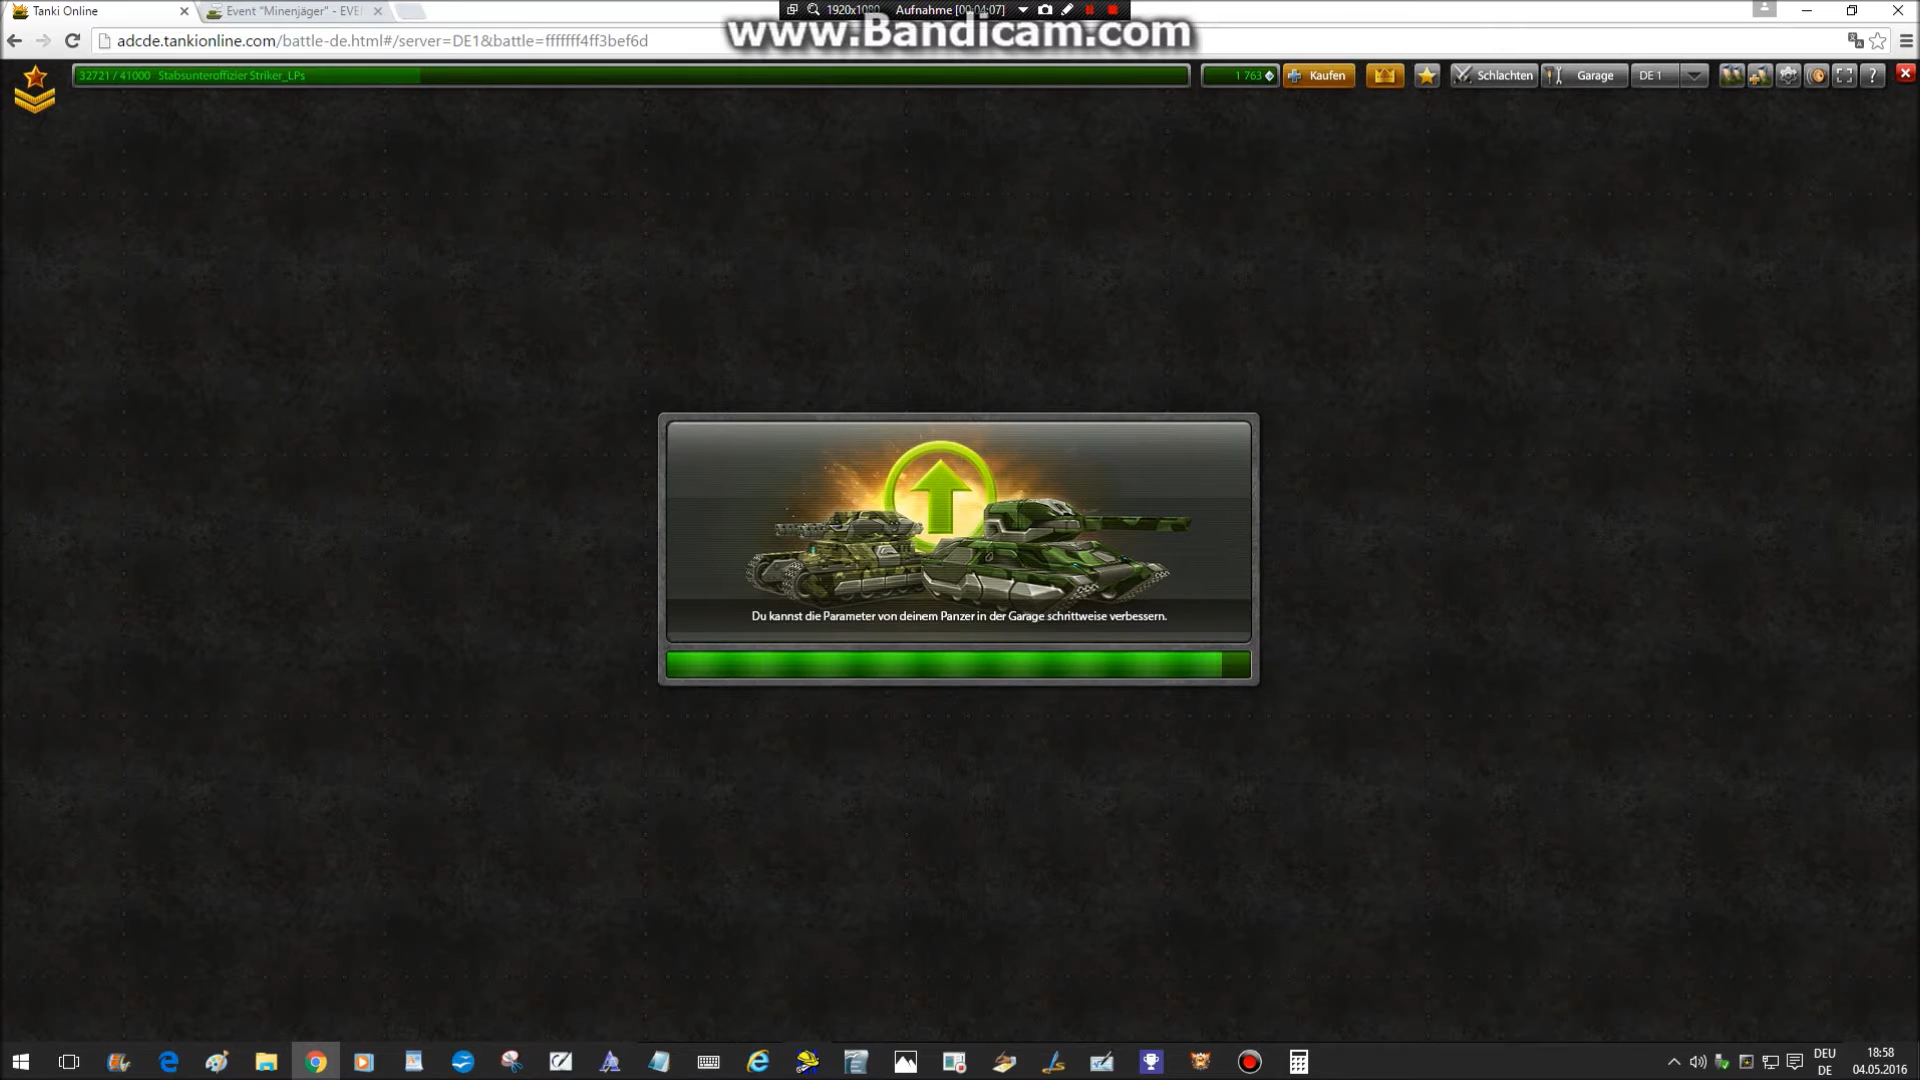 Tanki Online
Event "Minenjäger" - EVE
1920x1080
Aufnahme [00:04:07]
www.Bandicam.com
adcde.tankionline.com/battle-de.html#/server=DE1&battle=fffffff4ff3bef6d
32721 / 41000 Stabsunteroffizier Striker_LPs
1 763
Kaufen
Schlachten
Garage
DE 1
?
Du kannst die Parameter von deinem Panzer in der Garage schrittweise verbessern.
DEU
DE
18:58
04.05.2016